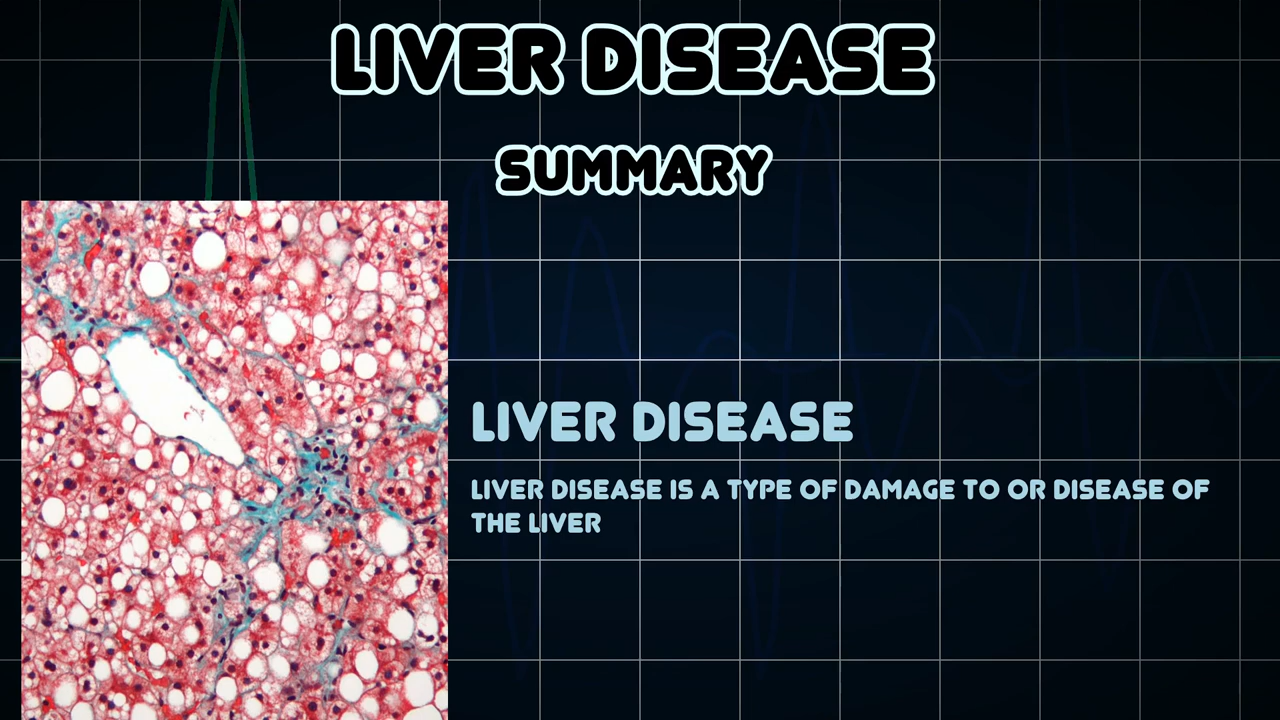 LIVER DISEASE
SUMMARY
LIVER DISEASE
LIVER DISEASE IS A TYPE OF DAMAGE TO OR DISEASE OF
THE LIVER